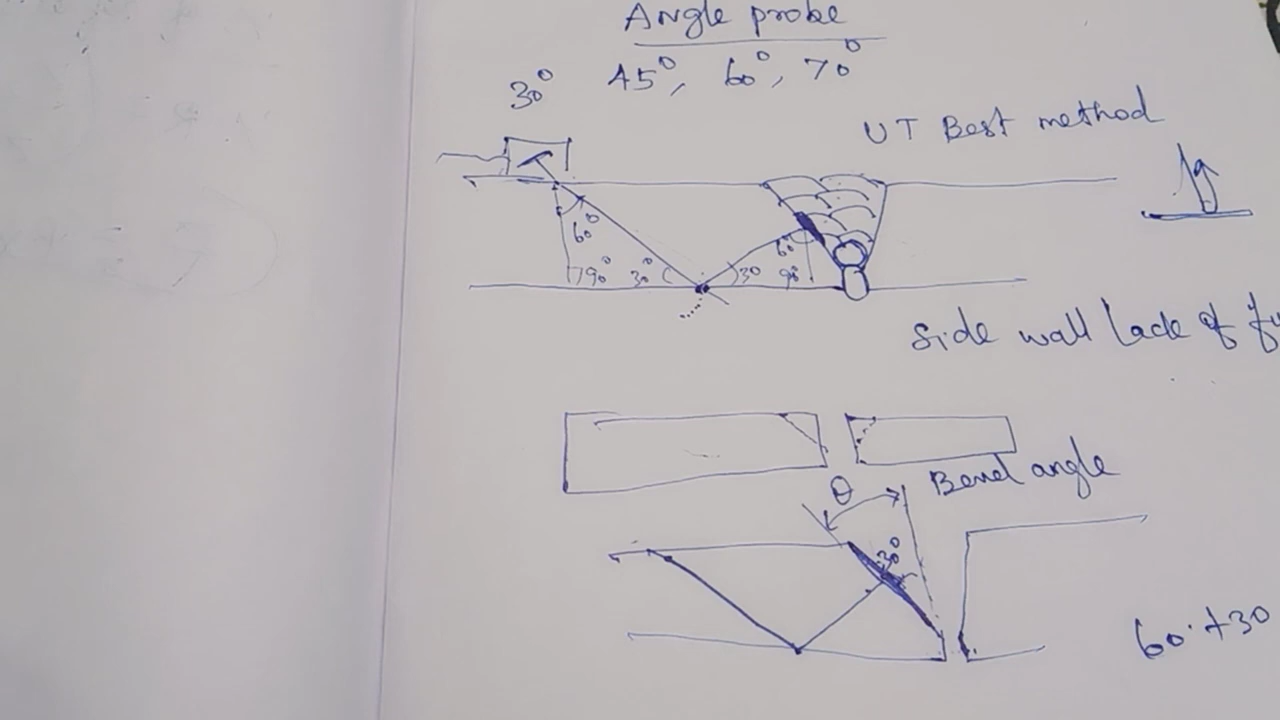 Angle probe
30° 45°, 60°, 70°
UT Best method
60°
90° 30° 30 90 60°
Side wall lack of
Bevel angle
θ
30°
60°+30